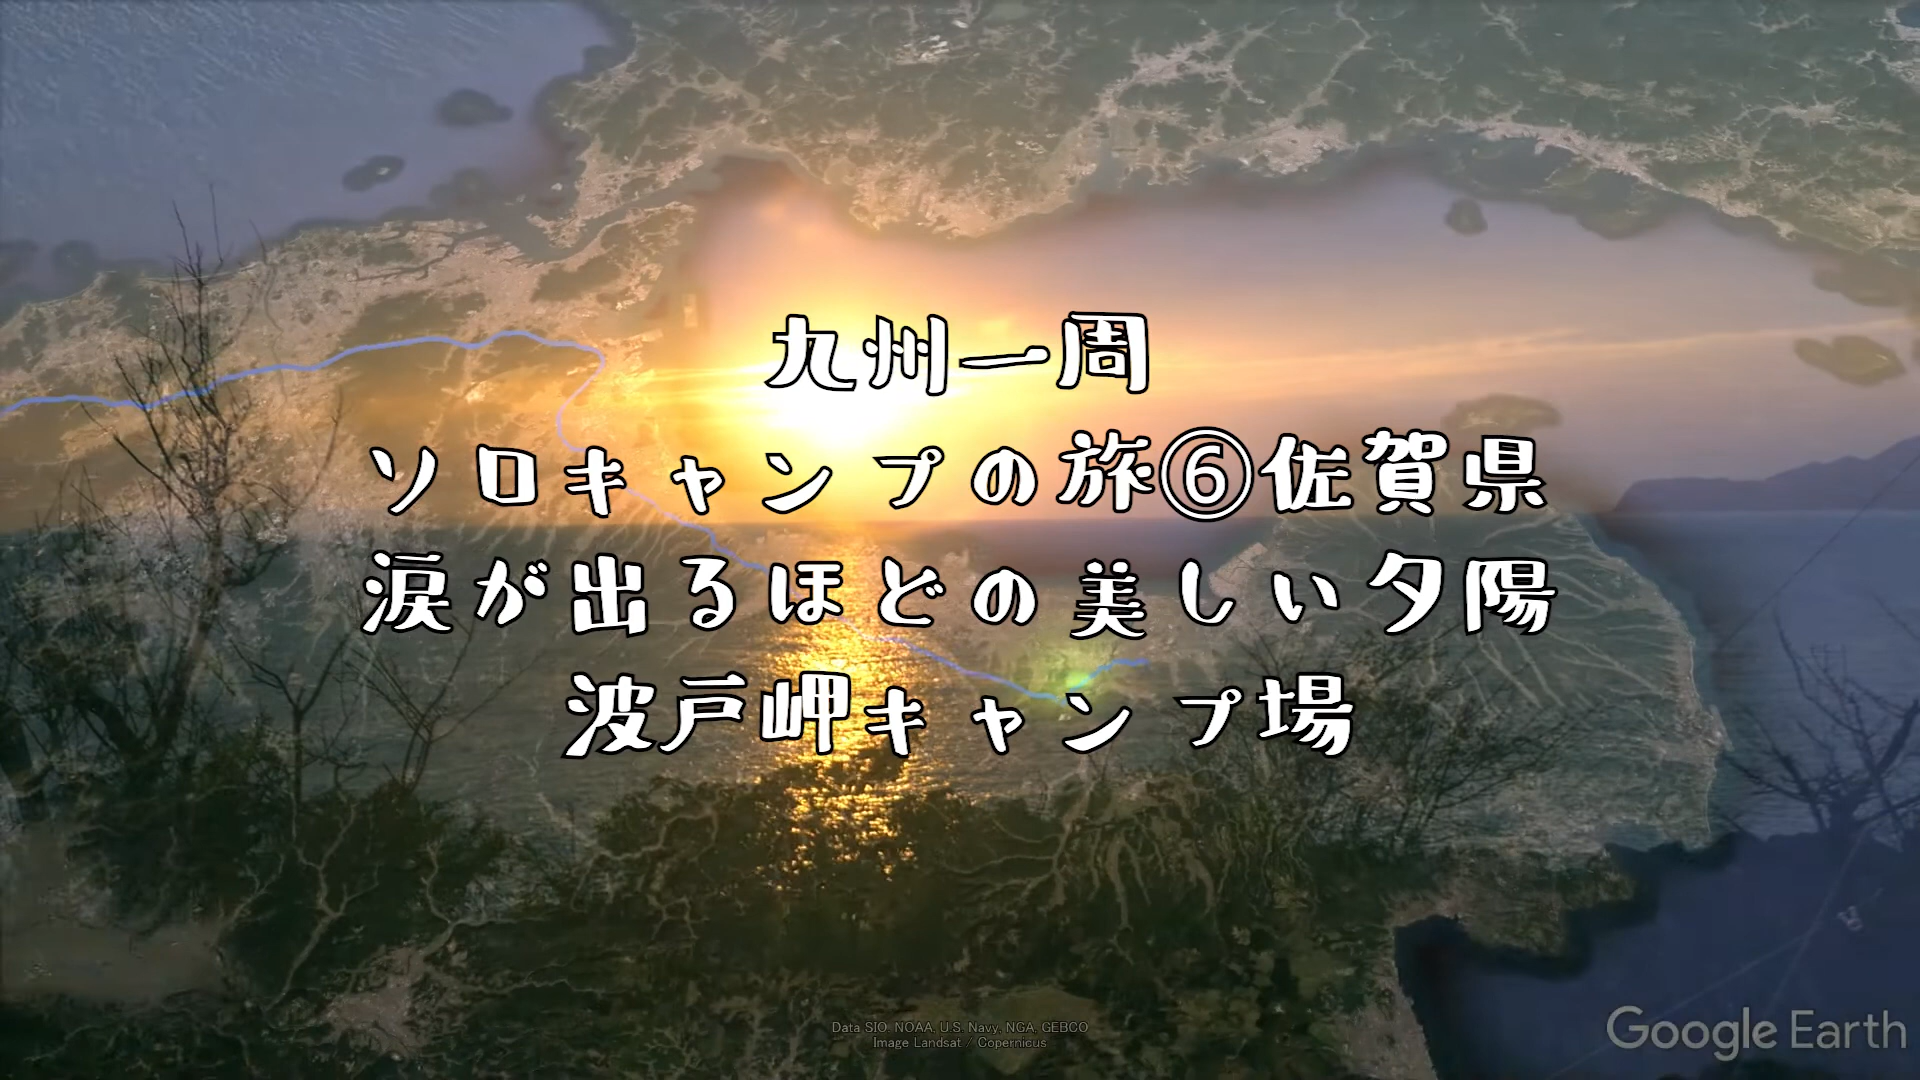 九州一周
ソロキャンプの旅⑥佐賀県
涙が出るほどの美しい夕陽
波戸岬キャンプ場
Data SIO, NOAA, U.S. Navy, NGA, GEBCO
Image Landsat / Copernicus
Google Earth